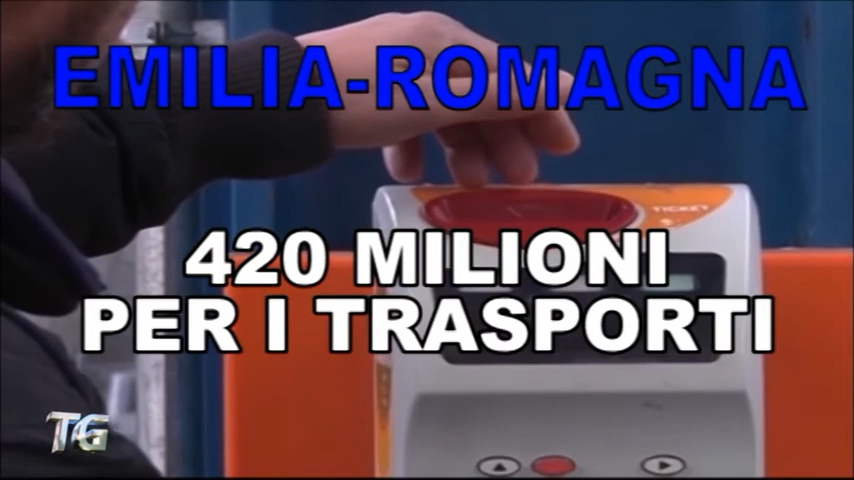 EMILIA-ROMAGNA
TICKET
420 MILIONI
PER I TRASPORTI
TG